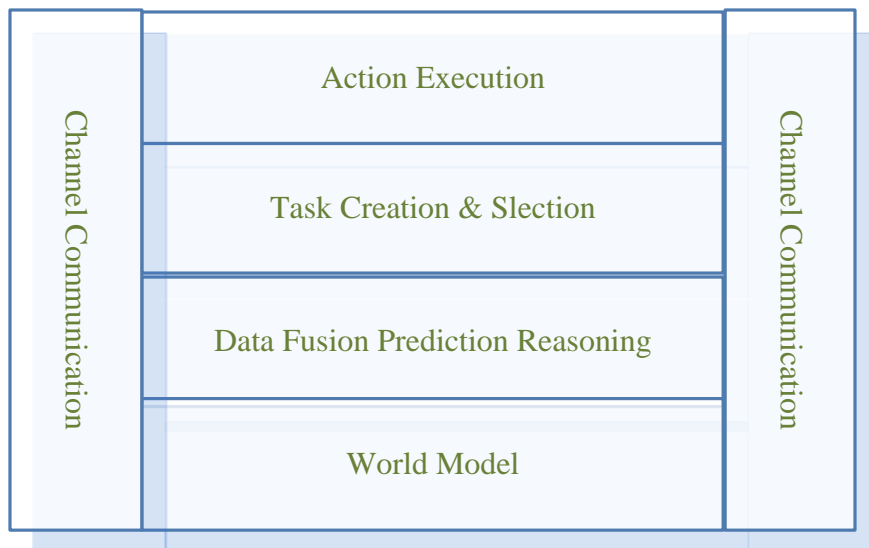 Channel Communication
Action Execution
Task Creation & Slection
Data Fusion Prediction Reasoning
World Model
Channel Communication